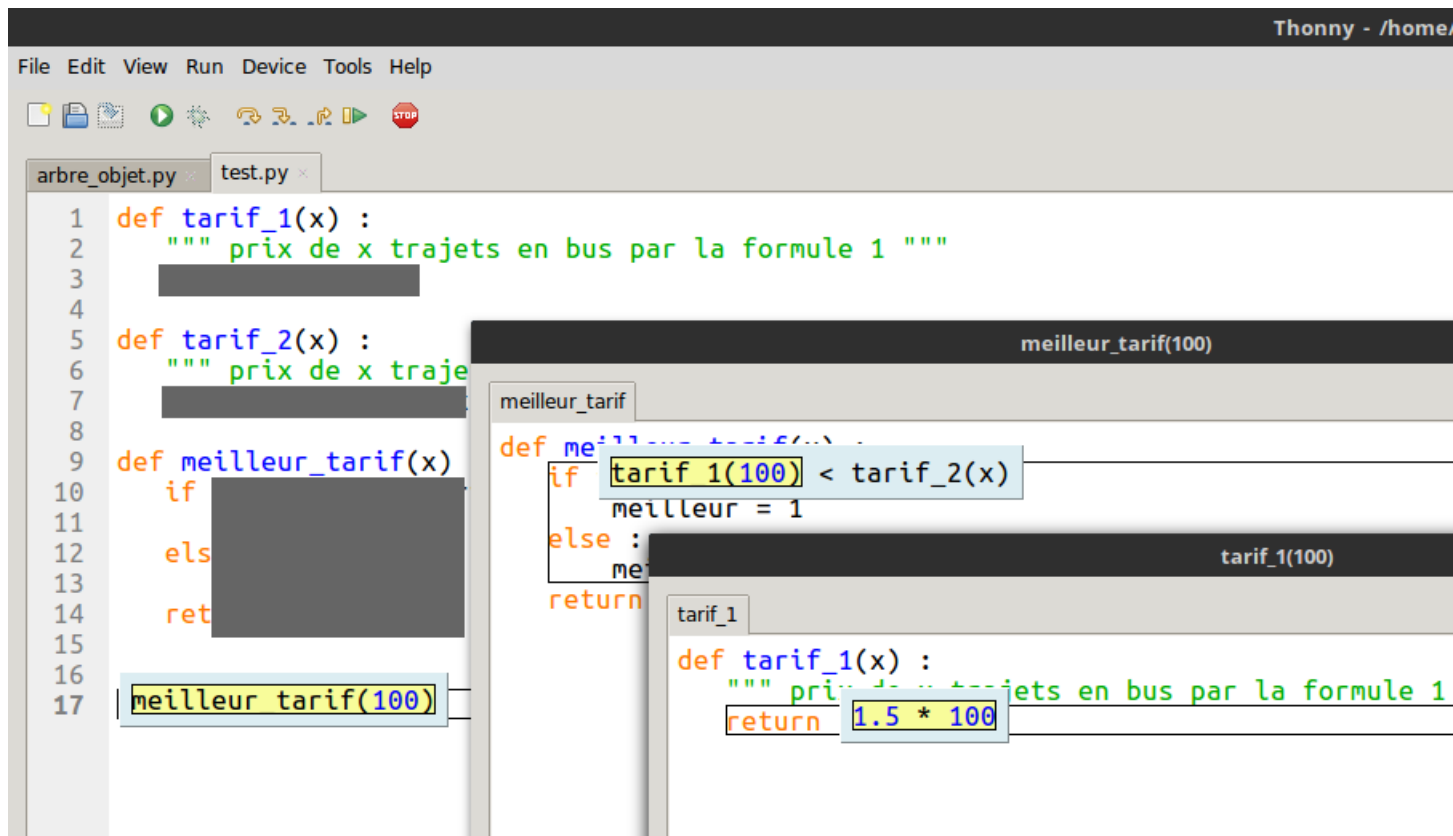 Thonny - /home/
File Edit View Run Device Tools Help
STOP
arbre_objet.py × test.py ×
1 def tarif_1(x) :
2 """ prix de x trajets en bus par la formule 1 """
3
4
5 def tarif_2(x) :
6 """ prix de x traje
7
8
9 def meilleur_tarif(x)
10 if
11
12 els
13
14 ret
15
16
17 meilleur_tarif(100)
meilleur_tarif(100)
meilleur_tarif
def meilleur_tarif(x) :
if tarif_1(100) < tarif_2(x)
meilleur = 1
else :
mei
return
tarif_1(100)
tarif_1
def tarif_1(x) :
""" prix de x trajets en bus par la formule 1
return 1.5 * 100